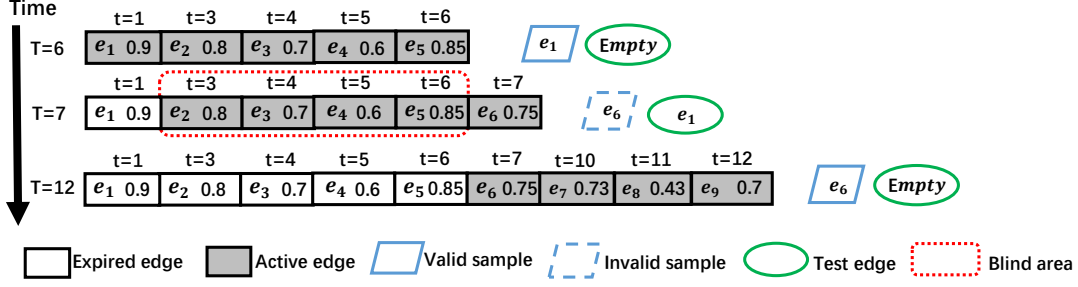 Time
t=1 t=3 t=4 t=5 t=6
T=6 e₁ 0.9 e₂ 0.8 e₃ 0.7 e₄ 0.6 e₅ 0.85 e₁ Empty
t=1 t=3 t=4 t=5 t=6 t=7
T=7 e₁ 0.9 e₂ 0.8 e₃ 0.7 e₄ 0.6 e₅ 0.85 e₆ 0.75 e₆ e₁
t=1 t=3 t=4 t=5 t=6 t=7 t=10 t=11 t=12
T=12 e₁ 0.9 e₂ 0.8 e₃ 0.7 e₄ 0.6 e₅ 0.85 e₆ 0.75 e₇ 0.73 e₈ 0.43 e₉ 0.7 e₆ Empty
Expired edge Active edge Valid sample Invalid sample Test edge Blind area